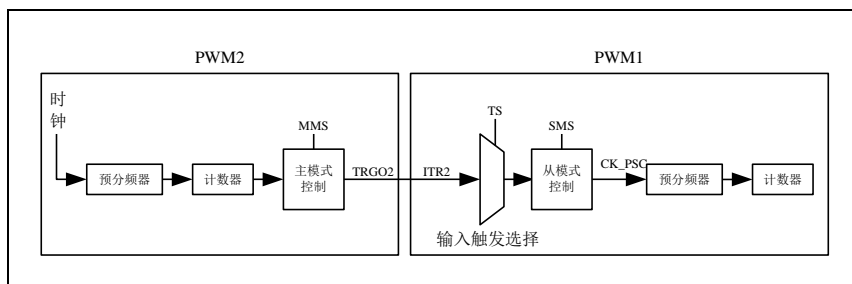 PWM2
PWM1
时
钟
MMS
TS
SMS
预分频器
计数器
主模式
控制
TRGO2
ITR2
从模式
控制
CK_PSC
预分频器
计数器
输入触发选择